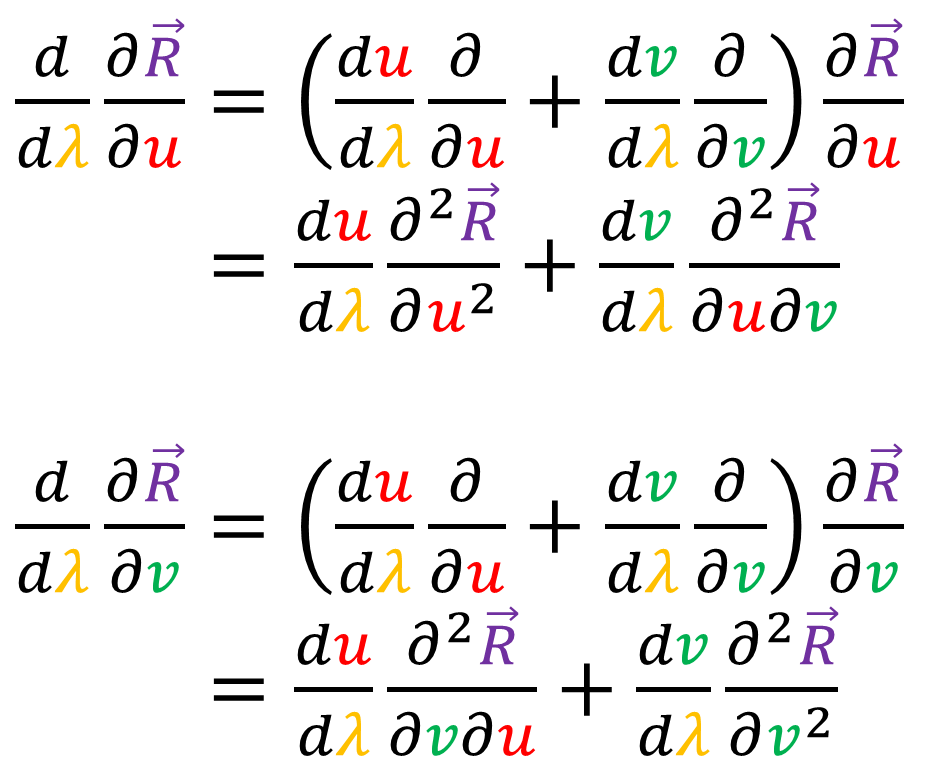 d/dλ ∂R⃗/∂u = (du/dλ ∂/∂u + dv/dλ ∂/∂v) ∂R⃗/∂u
= du/dλ ∂²R⃗/∂u² + dv/dλ ∂²R⃗/∂u∂v
d/dλ ∂R⃗/∂v = (du/dλ ∂/∂u + dv/dλ ∂/∂v) ∂R⃗/∂v
= du/dλ ∂²R⃗/∂v∂u + dv/dλ ∂²R⃗/∂v²